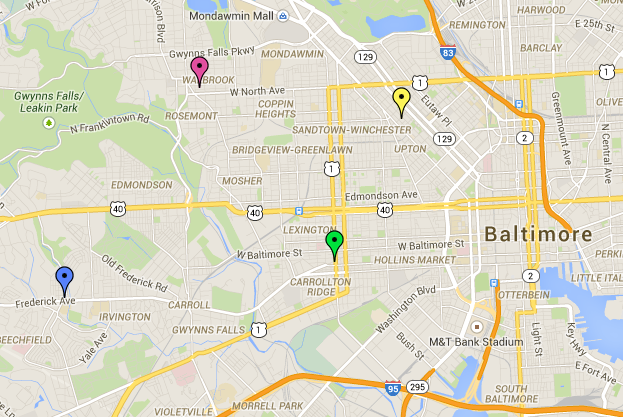 Mondawmin Mall
REMINGTON
HARWOOD
E 25th St
BARCLAY
Gwynns Falls Pkwy
MONDAWMIN
129
83
WALBROOK
1
1
Gwynns Falls/
Leakin Park
W North Ave
COPPIN
HEIGHTS
Eutaw Pl
Greenmount Ave
N Central Ave
ROSEMONT
SANDTOWN-WINCHESTER
129
2
BRIDGEVIEW-GREENLAWN
UPTON
1
MOSHER
EDMONDSON
Edmondson Ave
40
40
40
LEXINGTON
Baltimore
W Baltimore St
W Baltimore St
HOLLINS MARKET
Old Frederick Rd
2
LITTLE ITAL
CARROLLTON
RIDGE
Frederick Ave
CARROLL
OTTERBEIN
IRVINGTON
Washington Blvd
GWYNNS FALLS
1
BEECHFIELD
Yale Ave
Bush St
M&T Bank Stadium
Light St
Key Hwy
E Fort Ave
95
295
SOUTH
BALTIMORE
VIOLETVILLE
MORRELL PARK